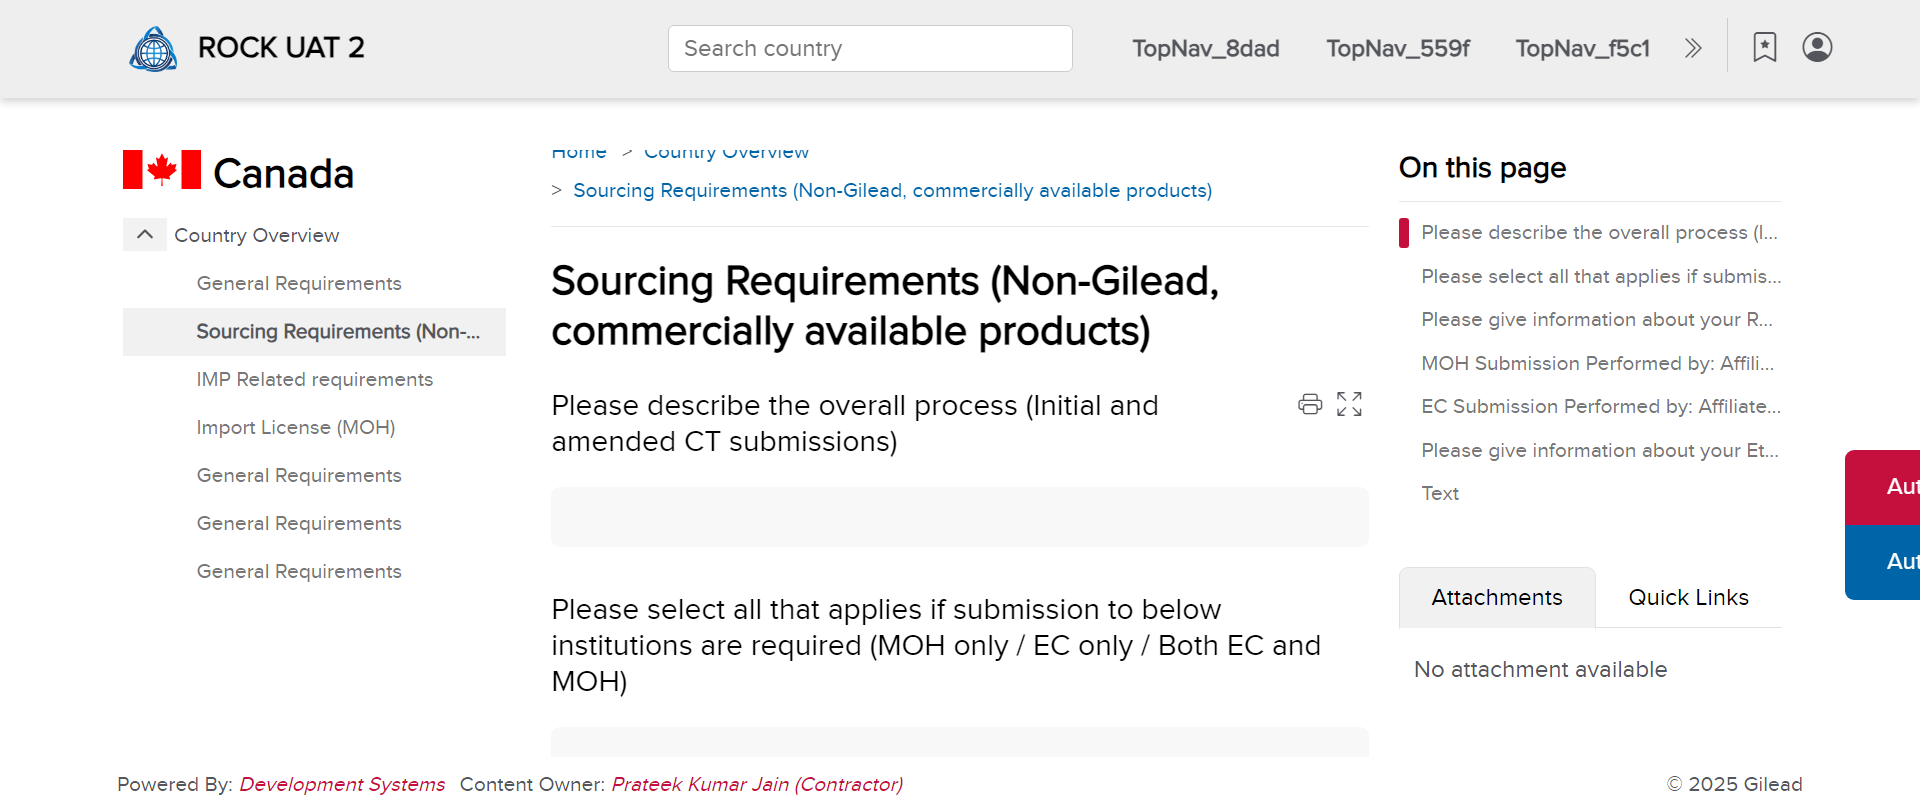 ROCK UAT 2
Search country
TopNav_8dad
TopNav_559f
TopNav_f5c1
Canada
Country Overview
General Requirements
Sourcing Requirements (Non-...
IMP Related requirements
Import License (MOH)
General Requirements
General Requirements
General Requirements
Home > Country Overview
> Sourcing Requirements (Non-Gilead, commercially available products)
Sourcing Requirements (Non-Gilead,
commercially available products)
Please describe the overall process (Initial and
amended CT submissions)
Please select all that applies if submission to below
institutions are required (MOH only / EC only / Both EC and
MOH)
On this page
Please describe the overall process (I...
Please select all that applies if submis...
Please give information about your R...
MOH Submission Performed by: Affili...
EC Submission Performed by: Affiliate...
Please give information about your Et...
Text
Attachments
Quick Links
No attachment available
Aut
Aut
Powered By: Development Systems Content Owner: Prateek Kumar Jain (Contractor)
© 2025 Gilead